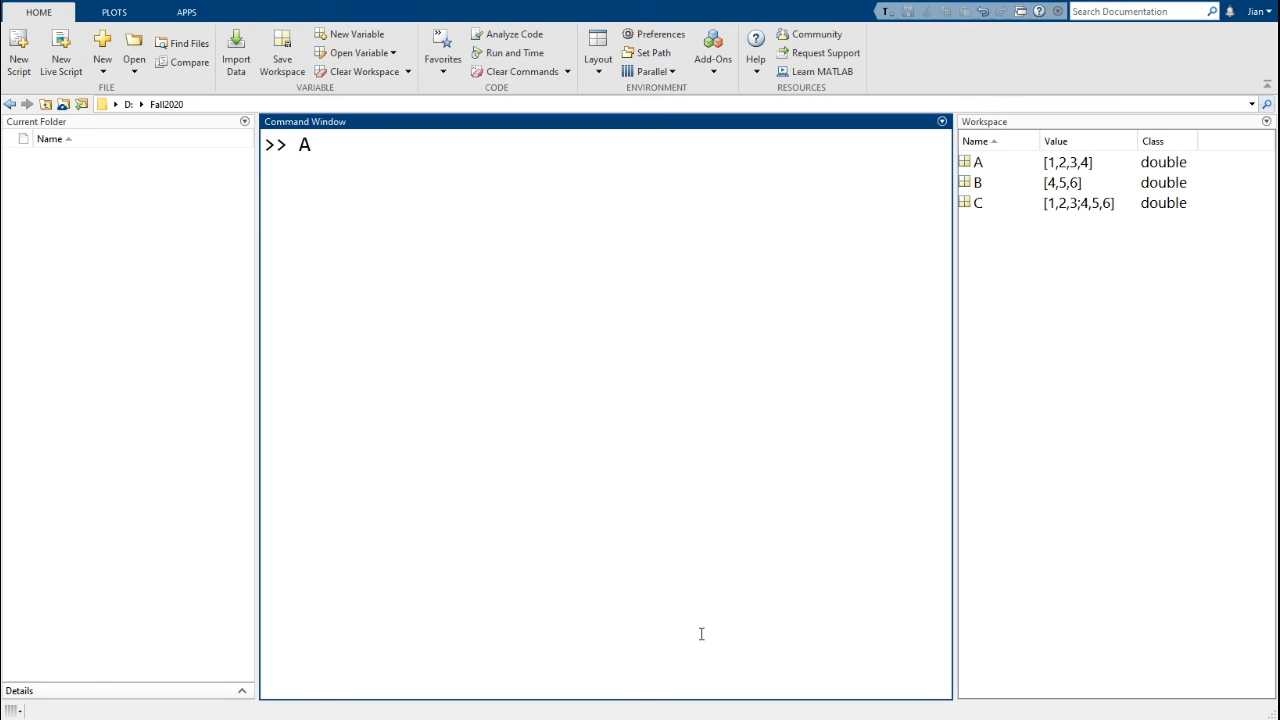 HOME PLOTS APPS
T Search Documentation Jian
New Script New Live Script New Open Find Files Compare Import Data Save Workspace New Variable Open Variable Clear Workspace Favorites Analyze Code Run and Time Clear Commands Layout Preferences Set Path Parallel Add-Ons Help Community Request Support Learn MATLAB
FILE VARIABLE CODE ENVIRONMENT RESOURCES
D: Fall2020
Current Folder
Name
Command Window
>> A
Workspace
Name Value Class
A [1,2,3,4] double
B [4,5,6] double
C [1,2,3;4,5,6] double
Details